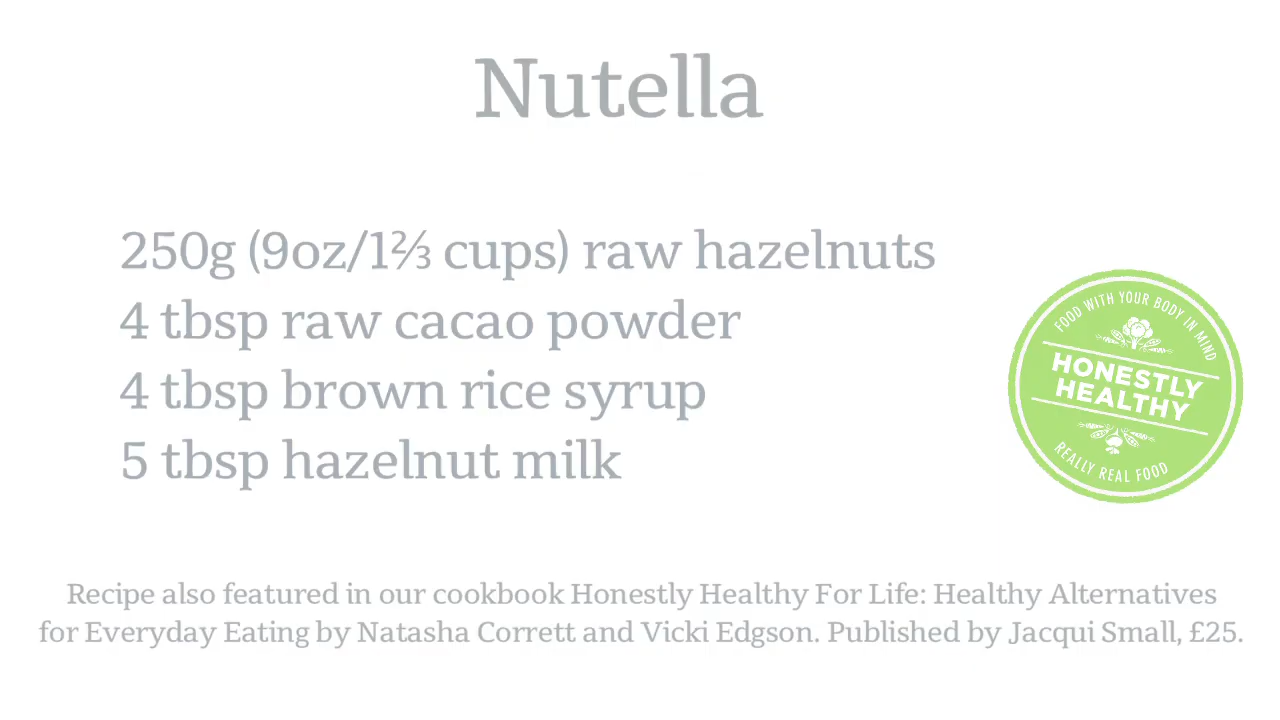 Nutella
250g (9oz/1⅔ cups) raw hazelnuts
4 tbsp raw cacao powder
4 tbsp brown rice syrup
5 tbsp hazelnut milk
FOOD WITH YOUR BODY IN MIND
HONESTLY
HEALTHY
REALLY REAL FOOD
Recipe also featured in our cookbook Honestly Healthy For Life: Healthy Alternatives
for Everyday Eating by Natasha Corrett and Vicki Edgson. Published by Jacqui Small, £25.